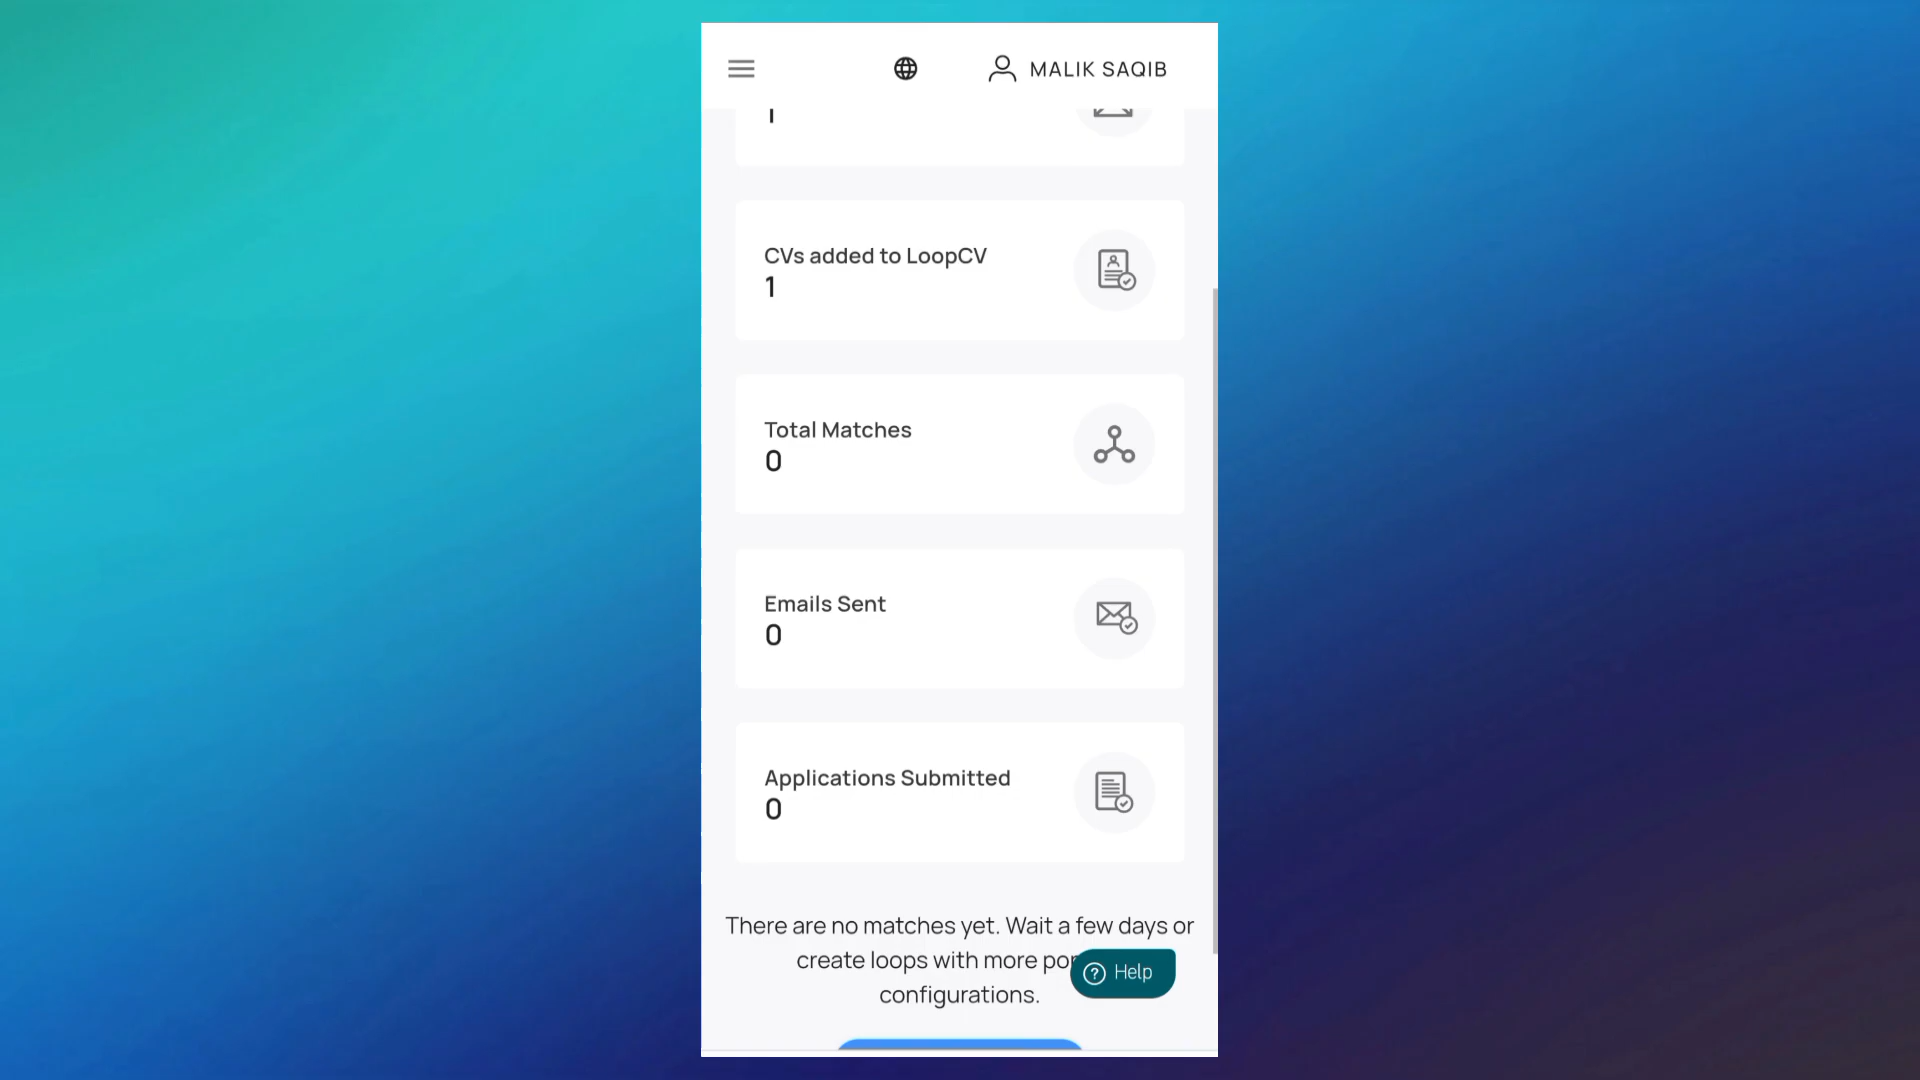 MALIK SAQIB
CVs added to LoopCV
1
Total Matches
0
Emails Sent
0
Applications Submitted
0
There are no matches yet. Wait a few days or
create loops with more
configurations.
Help